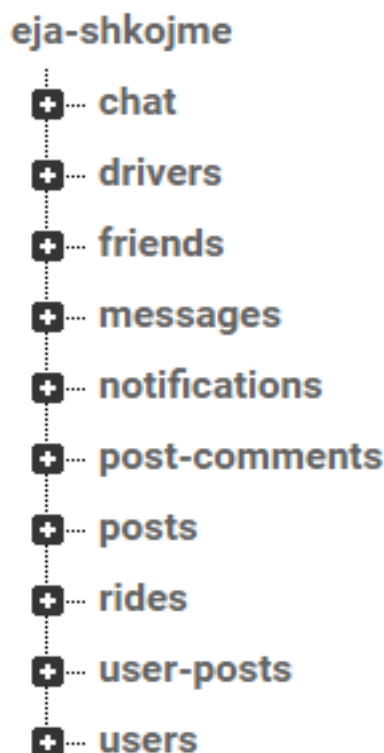 eja-shkojme
chat
drivers
friends
messages
notifications
post-comments
posts
rides
user-posts
users